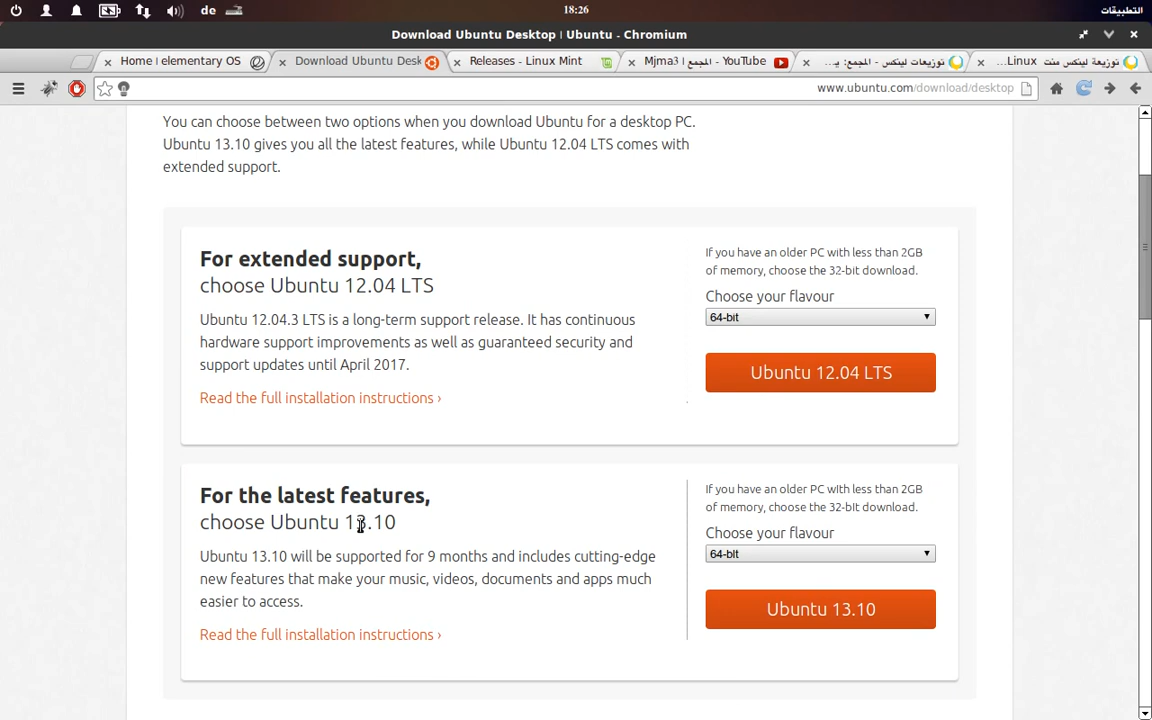 de
18:26
التطبيقات
Download Ubuntu Desktop | Ubuntu - Chromium
Home | elementary OS
Download Ubuntu Desk
Releases - Linux Mint
Mjma3 | المجمع - YouTube
توزيعات لينكس - المجمع: يـ...
...Linux توزيعة لينكس منت
www.ubuntu.com/download/desktop
You can choose between two options when you download Ubuntu for a desktop PC.
Ubuntu 13.10 gives you all the latest features, while Ubuntu 12.04 LTS comes with
extended support.
For extended support,
choose Ubuntu 12.04 LTS
Ubuntu 12.04.3 LTS is a long-term support release. It has continuous
hardware support improvements as well as guaranteed security and
support updates until April 2017.
Read the full installation instructions ›
If you have an older PC with less than 2GB
of memory, choose the 32-bit download.
Choose your flavour
64-bit
Ubuntu 12.04 LTS
For the latest features,
choose Ubuntu 13.10
Ubuntu 13.10 will be supported for 9 months and includes cutting-edge
new features that make your music, videos, documents and apps much
easier to access.
Read the full installation instructions ›
If you have an older PC with less than 2GB
of memory, choose the 32-bit download.
Choose your flavour
64-bit
Ubuntu 13.10